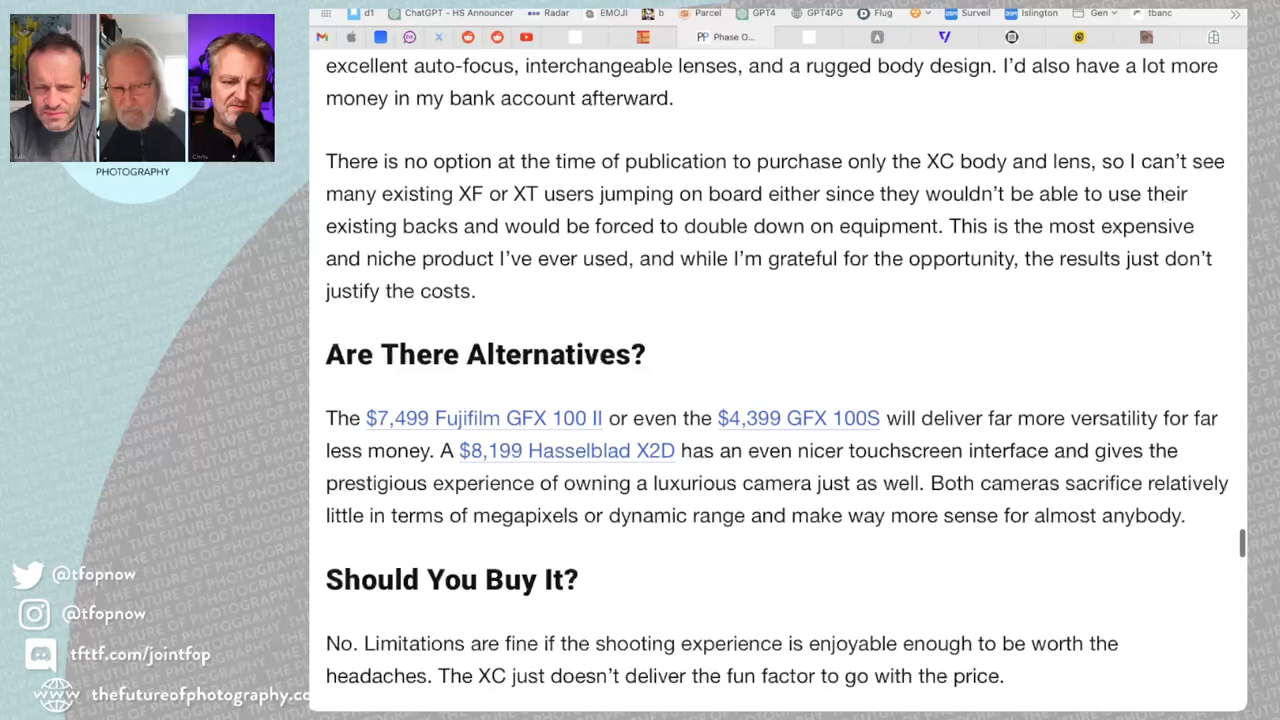 d1
ChatGPT - HS Announcer
Radar
EMOJI
b
Parcel
GPT4
GPT4PG
Flug
Surveil
Islington
Gen
tbanc
Phase O...
excellent auto-focus, interchangeable lenses, and a rugged body design. I'd also have a lot more
money in my bank account afterward.
There is no option at the time of publication to purchase only the XC body and lens, so I can't see
many existing XF or XT users jumping on board either since they wouldn't be able to use their
existing backs and would be forced to double down on equipment. This is the most expensive
and niche product I've ever used, and while I'm grateful for the opportunity, the results just don't
justify the costs.
Are There Alternatives?
The $7,499 Fujifilm GFX 100 II or even the $4,399 GFX 100S will deliver far more versatility for far
less money. A $8,199 Hasselblad X2D has an even nicer touchscreen interface and gives the
prestigious experience of owning a luxurious camera just as well. Both cameras sacrifice relatively
little in terms of megapixels or dynamic range and make way more sense for almost anybody.
Should You Buy It?
No. Limitations are fine if the shooting experience is enjoyable enough to be worth the
headaches. The XC just doesn't deliver the fun factor to go with the price.
Chris
PHOTOGRAPHY
@tfopnow
@tfopnow
tfttf.com/jointfop
thefutureofphotography.co